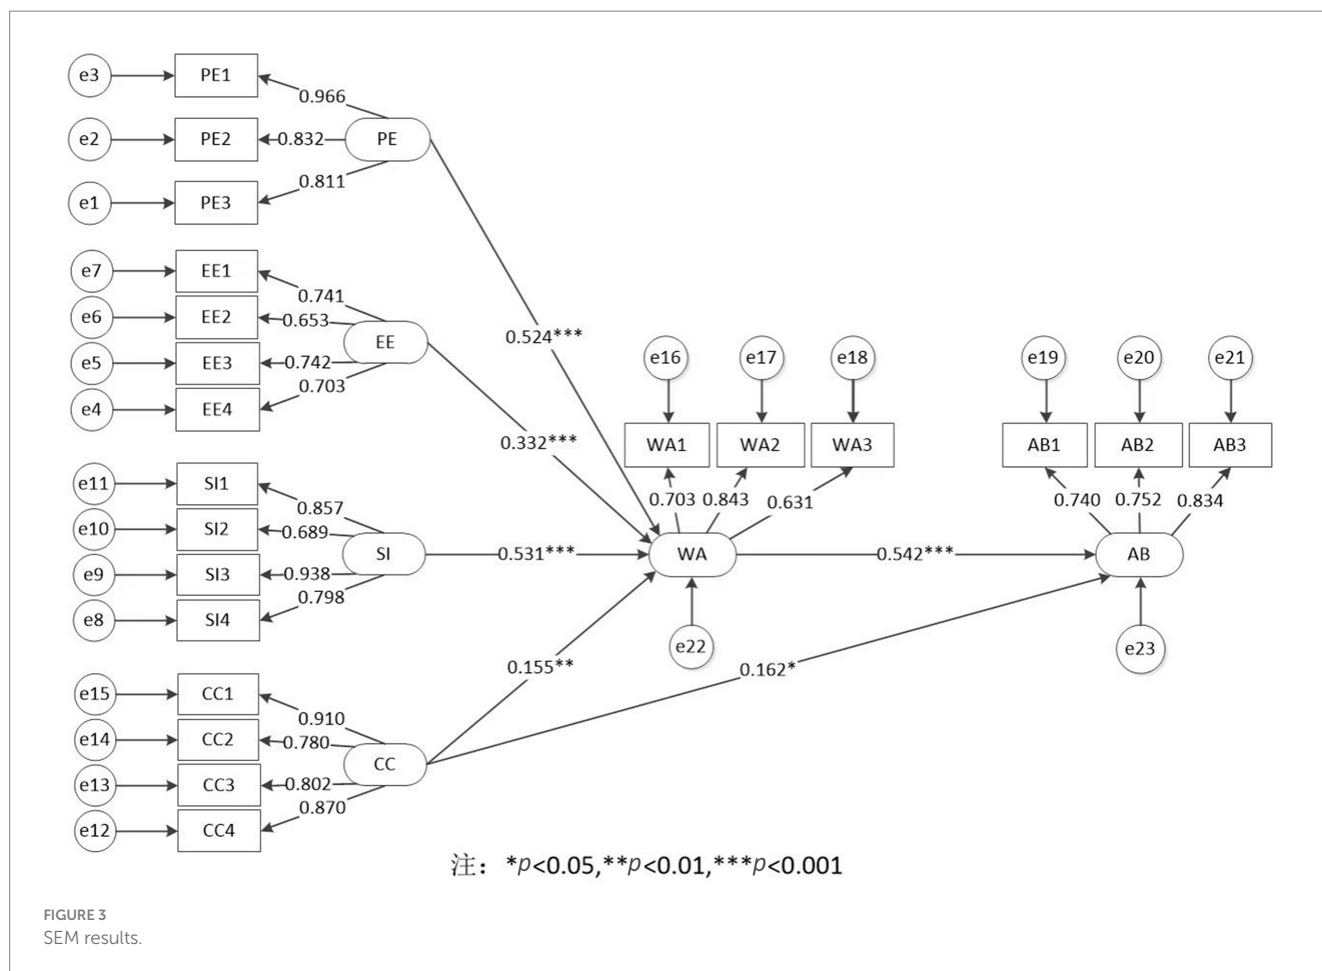 e3 PE1
0.966
e2 PE2 0.832 PE
0.811
e1 PE3
e7 EE1
0.741
e6 EE2 0.653
EE
e5 EE3 0.742
0.703
e4 EE4
0.524***
0.332***
e16 e17 e18
WA1 WA2 WA3
0.703 0.843 0.631
e19 e20 e21
AB1 AB2 AB3
0.740 0.752 0.834
e11 SI1
0.857
e10 SI2 0.689
SI 0.531*** WA 0.542*** AB
e9 SI3 0.938
0.798
e8 SI4
e22 e23
0.155** 0.162*
e15 CC1
0.910
e14 CC2 0.780
CC
e13 CC3 0.802
0.870
e12 CC4
注：*p<0.05,**p<0.01,***p<0.001
FIGURE 3
SEM results.